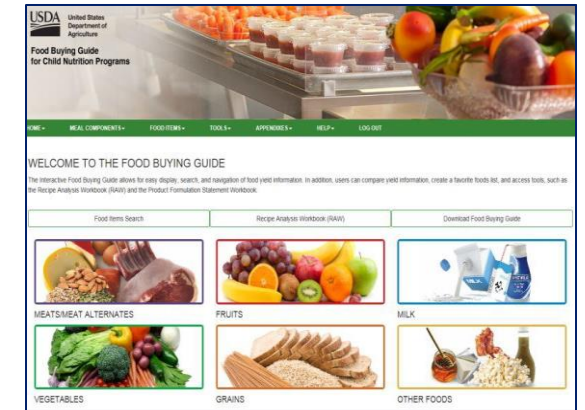 USDA
United States
Department of
Agriculture
Food Buying Guide
for Child Nutrition Programs
HOME
MEAL COMPONENTS
FOOD ITEMS
TOOLS
APPENDIXES
HELP
LOG OUT
WELCOME TO THE FOOD BUYING GUIDE
The Interactive Food Buying Guide allows for easy display, search, and navigation of food yield information. In addition, users can compare yield information, create a favorite foods list, and access tools, such as
the Recipe Analysis Workbook (RAW) and the Product Formulation Statement Workbook.
Food Items Search
Recipe Analysis Workbook (RAW)
Download Food Buying Guide
MILK
MEATS/MEAT ALTERNATES
FRUITS
MILK
VEGETABLES
GRAINS
OTHER FOODS